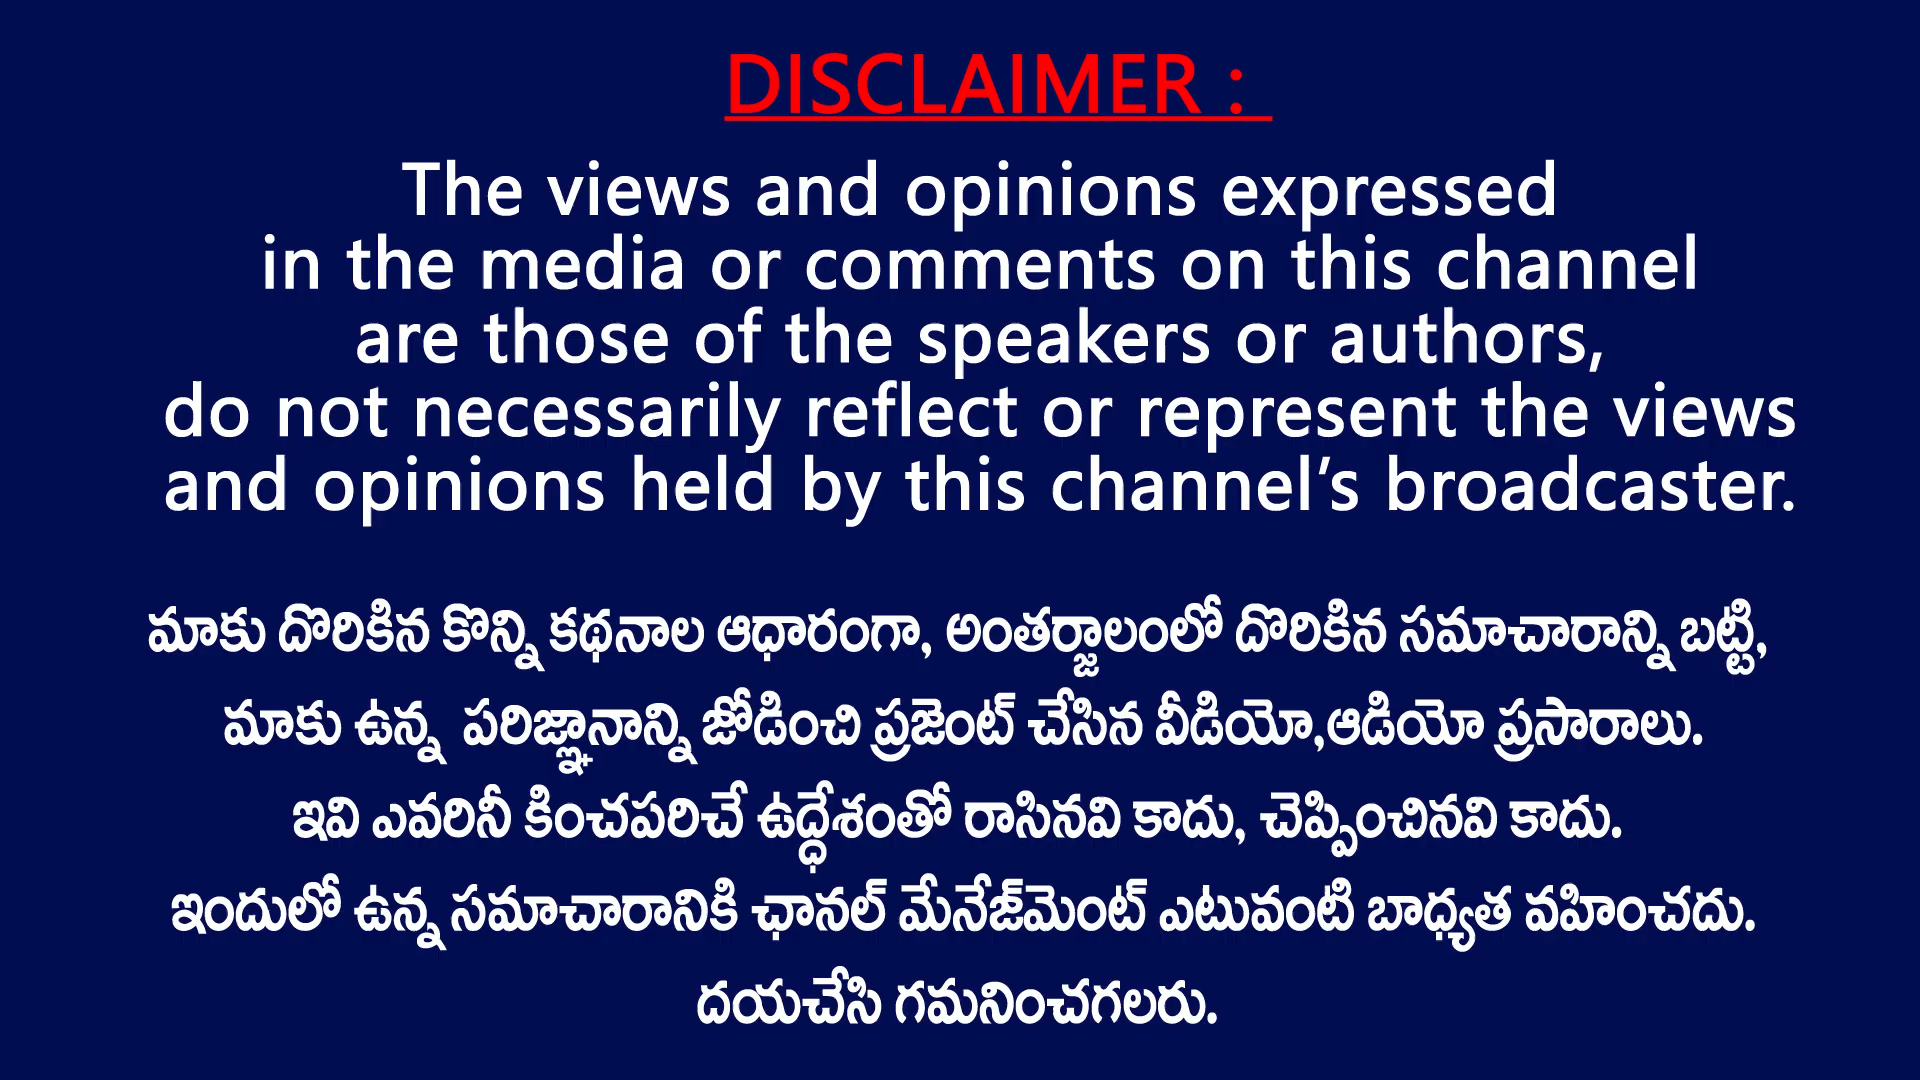 DISCLAIMER :
The views and opinions expressed
in the media or comments on this channel
are those of the speakers or authors,
do not necessarily reflect or represent the views
and opinions held by this channel’s broadcaster.
మాకు దొరికిన కొన్ని కథనాల ఆధారంగా, అంతర్జాలంలో దొరికిన సమాచారాన్ని బట్టి,
మాకు ఉన్న పరిజ్ఞానాన్ని జోడించి ప్రజెంట్ చేసిన వీడియో,ఆడియో ప్రసారాలు.
ఇవి ఎవరినీ కించపరిచే ఉద్ధేశంతో రాసినవి కాదు, చెప్పించినవి కాదు.
ఇందులో ఉన్న సమాచారానికి ఛానల్ మేనేజ్‌మెంట్ ఎటువంటి బాధ్యత వహించదు.
దయచేసి గమనించగలరు.